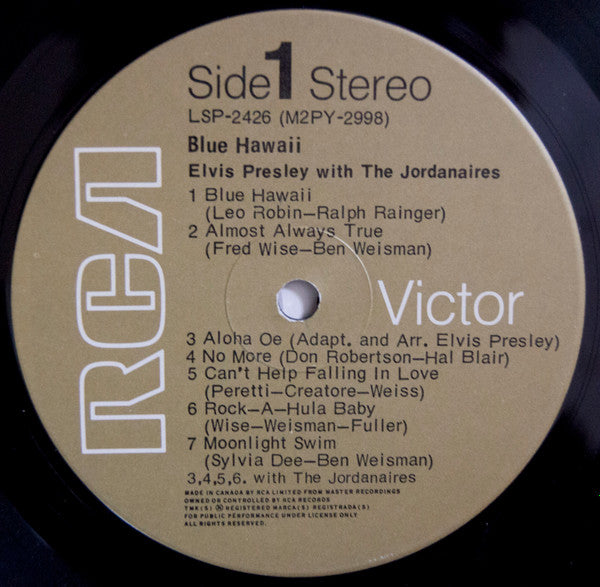 Side 1 Stereo
LSP-2426 (M2PY-2998)
Blue Hawaii
Elvis Presley with The Jordanaires
1 Blue Hawaii
(Leo Robin—Ralph Rainger)
2 Almost Always True
(Fred Wise—Ben Weisman)
RCA
Victor
3 Aloha Oe (Adapt. and Arr. Elvis Presley)
4 No More (Don Robertson—Hal Blair)
5 Can't Help Falling In Love
(Peretti—Creatore—Weiss)
6 Rock—A—Hula Baby
(Wise—Weisman—Fuller)
7 Moonlight Swim
(Sylvia Dee—Ben Weisman)
3,4,5,6. with The Jordanaires
MADE IN CANADA BY RCA LIMITED FROM MASTER RECORDINGS
OWNED OR CONTROLLED BY RCA RECORDS
TMK(S) ® REGISTERED MARCA(S) REGISTRADA(S)
FOR PUBLIC PERFORMANCE UNDER LICENSE ONLY
ALL RIGHTS RESERVED.